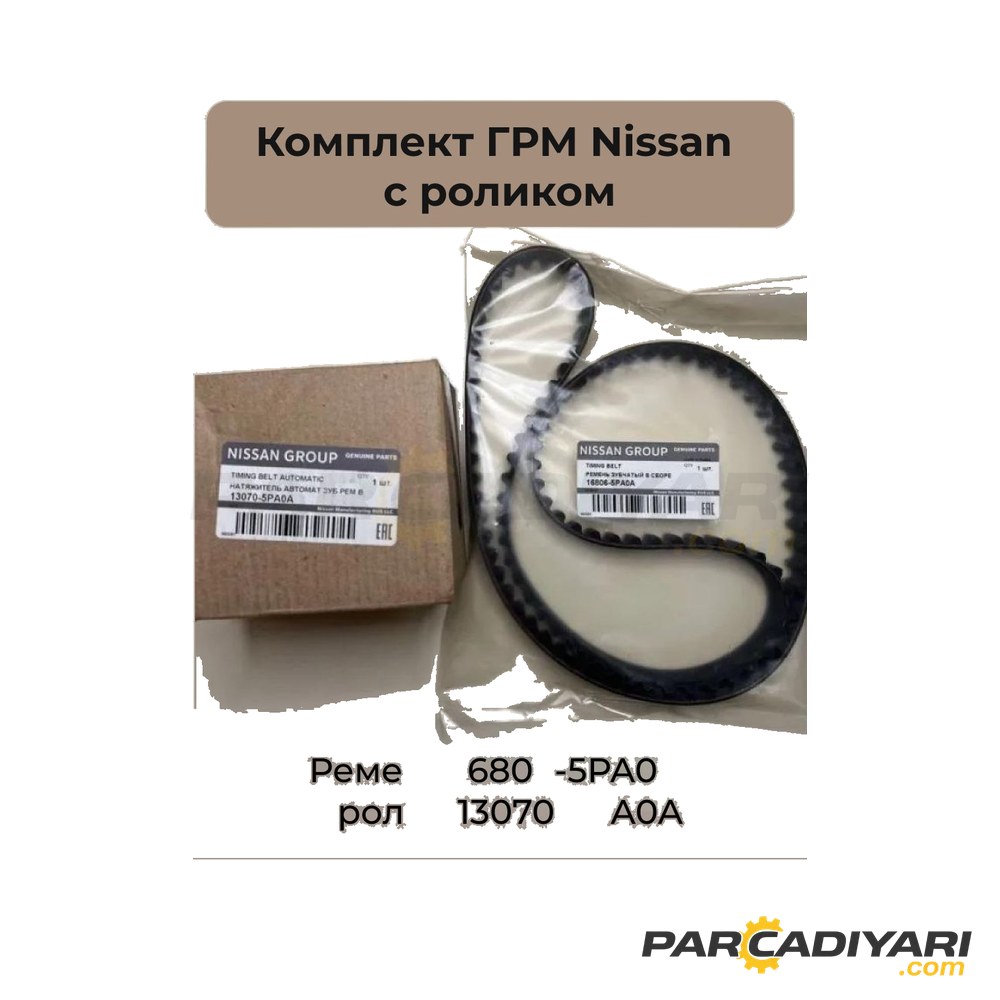 Комплект ГРМ Nissan
с роликом
NISSAN GROUP GENUINE PARTS
TIMING BELT AUTOMATIC
НАТЯЖИТЕЛЬ АВТОМАТ ЗУБ РЕМ В
1 шт.
13070-5PA0A
EAC
NISSAN GROUP GENUINE PARTS
TIMING BELT
РЕМЕНЬ ЗУБЧАТЫЙ В СБОРЕ
1 шт.
16806-5PA0A
EAC
Реме 680 -5PA0
рол 13070 A0A
PARCADIYARI
.com